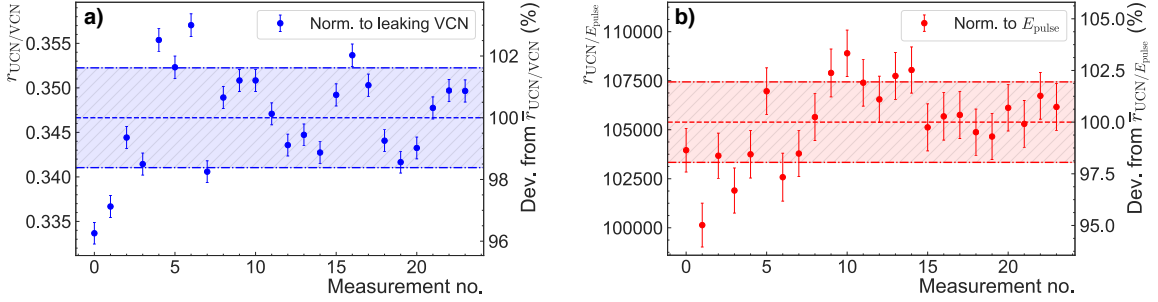 a)
Norm. to leaking VCN
r_UCN/VCN
0.355
0.350
0.345
0.340
0.335
102
100
98
96
Dev. from r̅_UCN/VCN (%)
0 5 10 15 20
Measurement no.
b)
Norm. to E_pulse
r_UCN/E_pulse
110000
107500
105000
102500
100000
105.0
102.5
100.0
97.5
95.0
Dev. from r̅_UCN/E_pulse (%)
0 5 10 15 20
Measurement no.